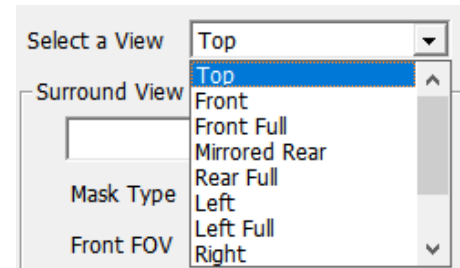 Select a View Top
Top
Surround View
Front
Front Full
Mirrored Rear
Rear Full
Mask Type
Left
Left Full
Front FOV
Right